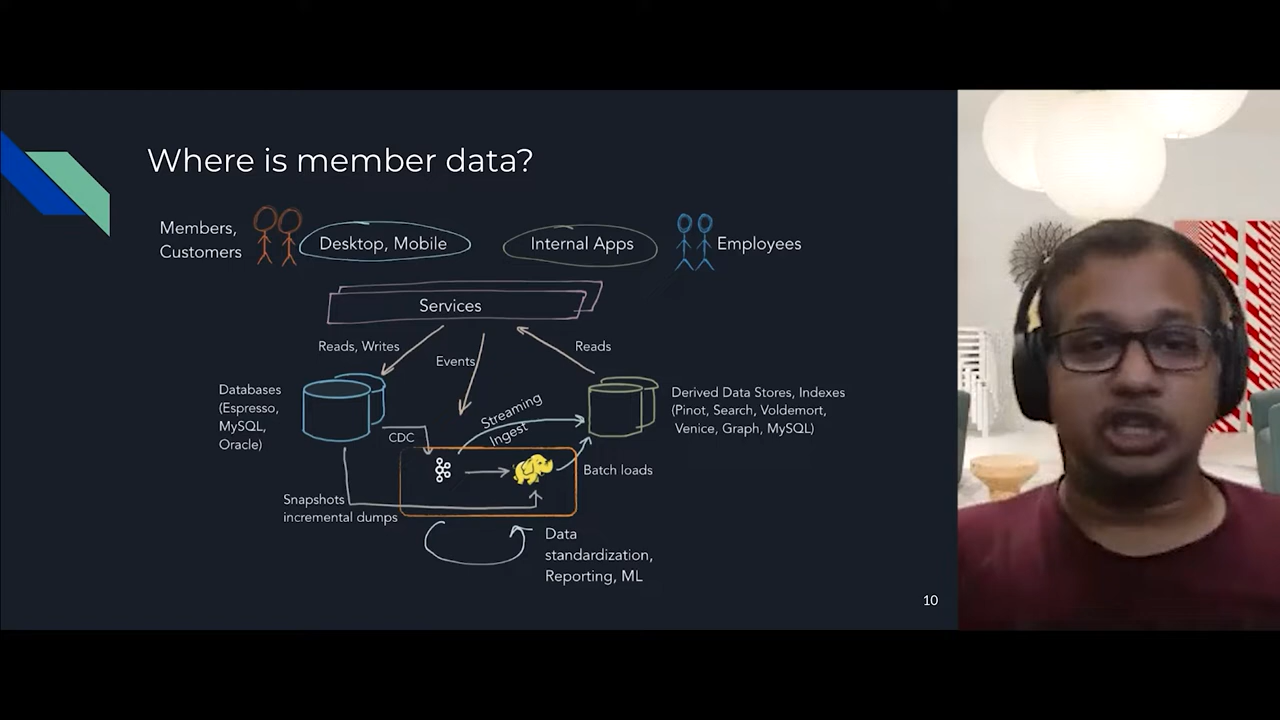 Where is member data?
Members,
Customers
Desktop, Mobile
Internal Apps
Employees
Services
Reads, Writes
Events
Reads
Databases
(Espresso,
MySQL,
Oracle)
CDC
Streaming
Ingest
Derived Data Stores, Indexes
(Pinot, Search, Voldemort,
Venice, Graph, MySQL)
Batch loads
Snapshots
incremental dumps
Data
standardization,
Reporting, ML
10